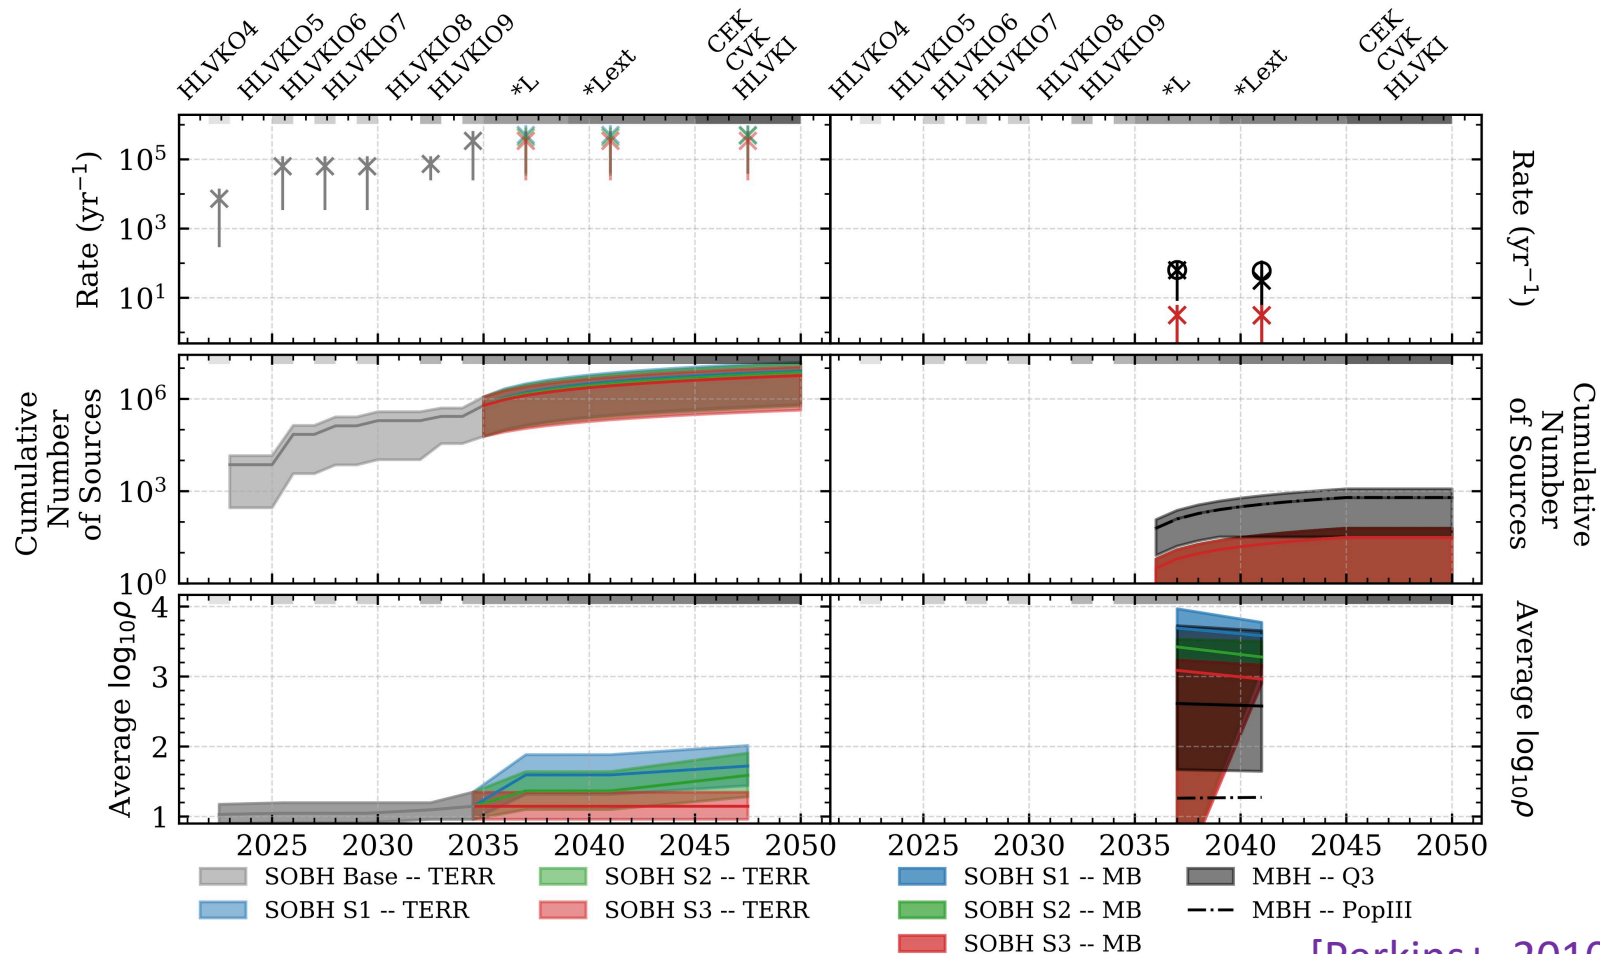 HLVKO4
HLVKIO5
HLVKIO6
HLVKIO7
HLVKIO8
HLVKIO9
*L
*Lext
CEK
CVK
HLVKI
HLVKO4
HLVKIO5
HLVKIO6
HLVKIO7
HLVKIO8
HLVKIO9
*L
*Lext
CEK
CVK
HLVKI
Rate (yr⁻¹)
10⁵
10³
10¹
Rate (yr⁻¹)
Cumulative
Number
of Sources
10⁶
10³
10⁰
Cumulative
Number
of Sources
Average log₁₀ρ
4
3
2
1
Average log₁₀ρ
2025 2030 2035 2040 2045 2050 2025 2030 2035 2040 2045 2050
SOBH Base -- TERR
SOBH S1 -- TERR
SOBH S2 -- TERR
SOBH S3 -- TERR
SOBH S1 -- MB
SOBH S2 -- MB
SOBH S3 -- MB
MBH -- Q3
MBH -- PopIII